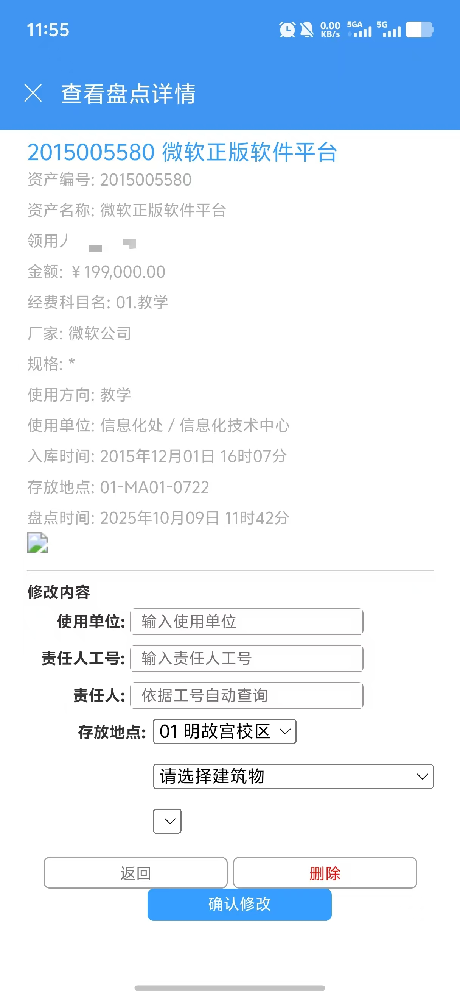 11:55
0.00 KB/s 5GA 5G
查看盘点详情
2015005580 微软正版软件平台
资产编号: 2015005580
资产名称: 微软正版软件平台
领用人
金额: ￥199,000.00
经费科目名: 01.教学
厂家: 微软公司
规格: *
使用方向: 教学
使用单位: 信息化处 / 信息化技术中心
入库时间: 2015年12月01日 16时07分
存放地点: 01-MA01-0722
盘点时间: 2025年10月09日 11时42分
修改内容
使用单位: 输入使用单位
责任人工号: 输入责任人工号
责任人: 依据工号自动查询
存放地点: 01 明故宫校区
请选择建筑物
返回 删除
确认修改